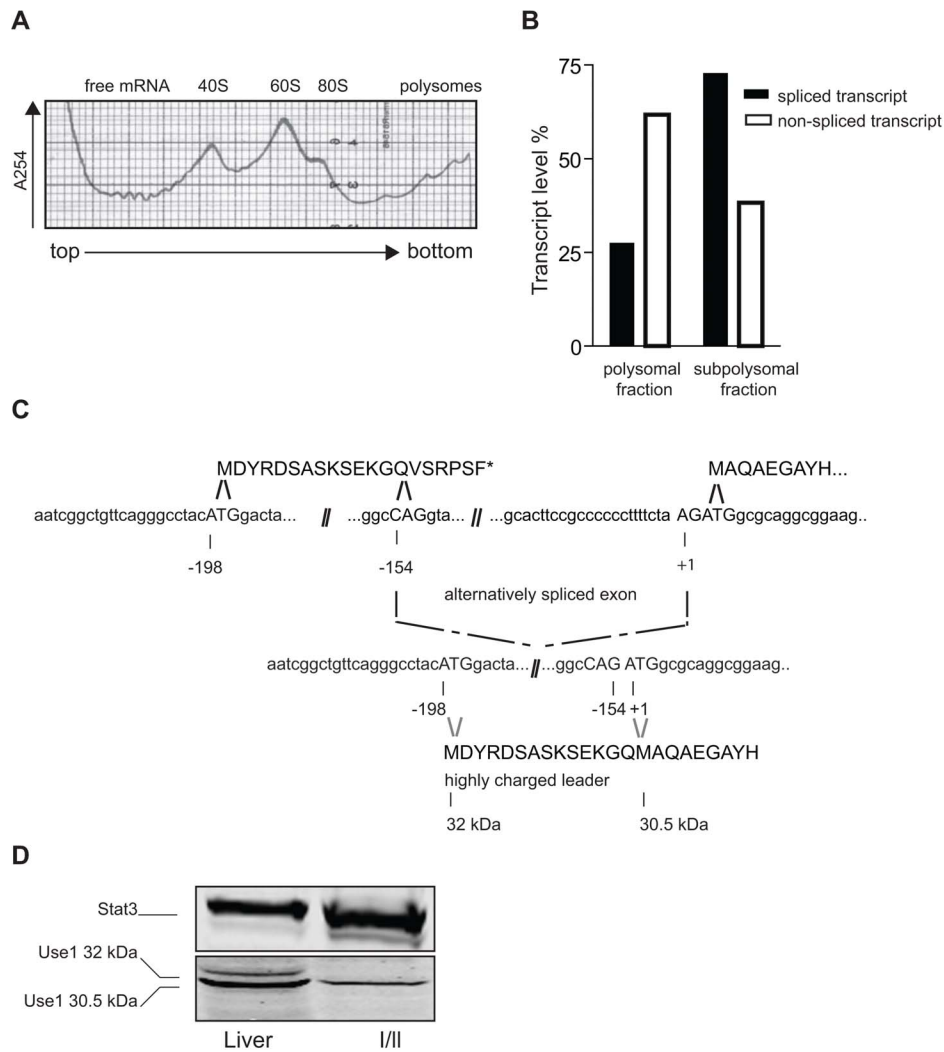 A
free mRNA 40S 60S 80S polysomes
A254
top bottom
B
Transcript level %
75
50
25
0
spliced transcript
non-spliced transcript
polysomal fraction
subpolysomal fraction
C
MDYRDSASKSEKGQVSRPSF* MAQAEGAYH...
aatcggctgttcagggcctacATGgacta... // ...ggcCAGgta... // ...gcacttccgccccccttttcta AGATGgcgcaggcggaag..
-198 -154 +1
alternatively spliced exon
aatcggctgttcagggcctacATGgacta... // ...ggcCAG ATGgcgcaggcggaag..
-198 -154 +1
MDYRDSASKSEKGQMAQAEGAYH
highly charged leader
32 kDa 30.5 kDa
D
Stat3
Use1 32 kDa
Use1 30.5 kDa
Liver I/II